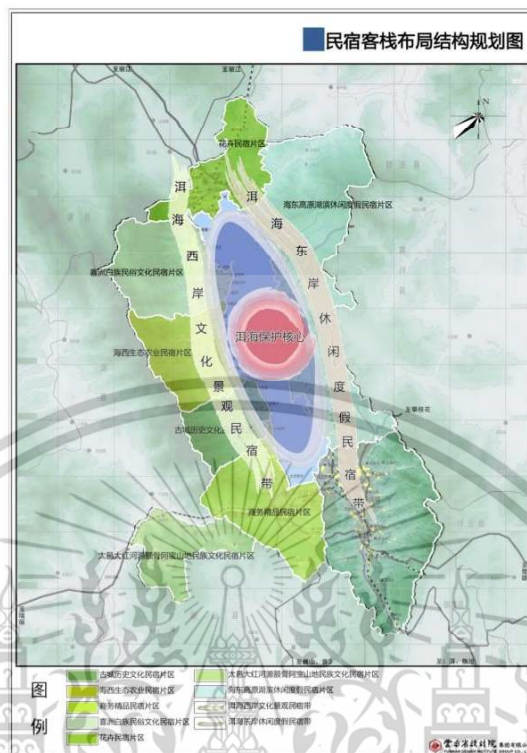 民宿客栈布局结构规划图
N
花卉民宿片区
海东高原湖滨休闲度假民宿片区
洱海西岸文化景观民宿带
洱海东岸休闲度假民宿带
喜洲白族民俗文化民宿片区
洱海保护核心
海西生态农业民宿片区
古城历史文化
商务精品民宿片区
太邑大红河源额骨阿宝山地民族文化民宿片区
图例
古城历史文化民宿片区
海西生态农业民宿片区
商务精品民宿片区
喜洲白族民俗文化民宿片区
花卉民宿片区
太邑大红河源额骨阿宝山地民族文化民宿片区
海东高原湖滨休闲度假民宿片区
洱海西岸文化景观民宿带
洱海东岸休闲度假民宿带
云南省设计院